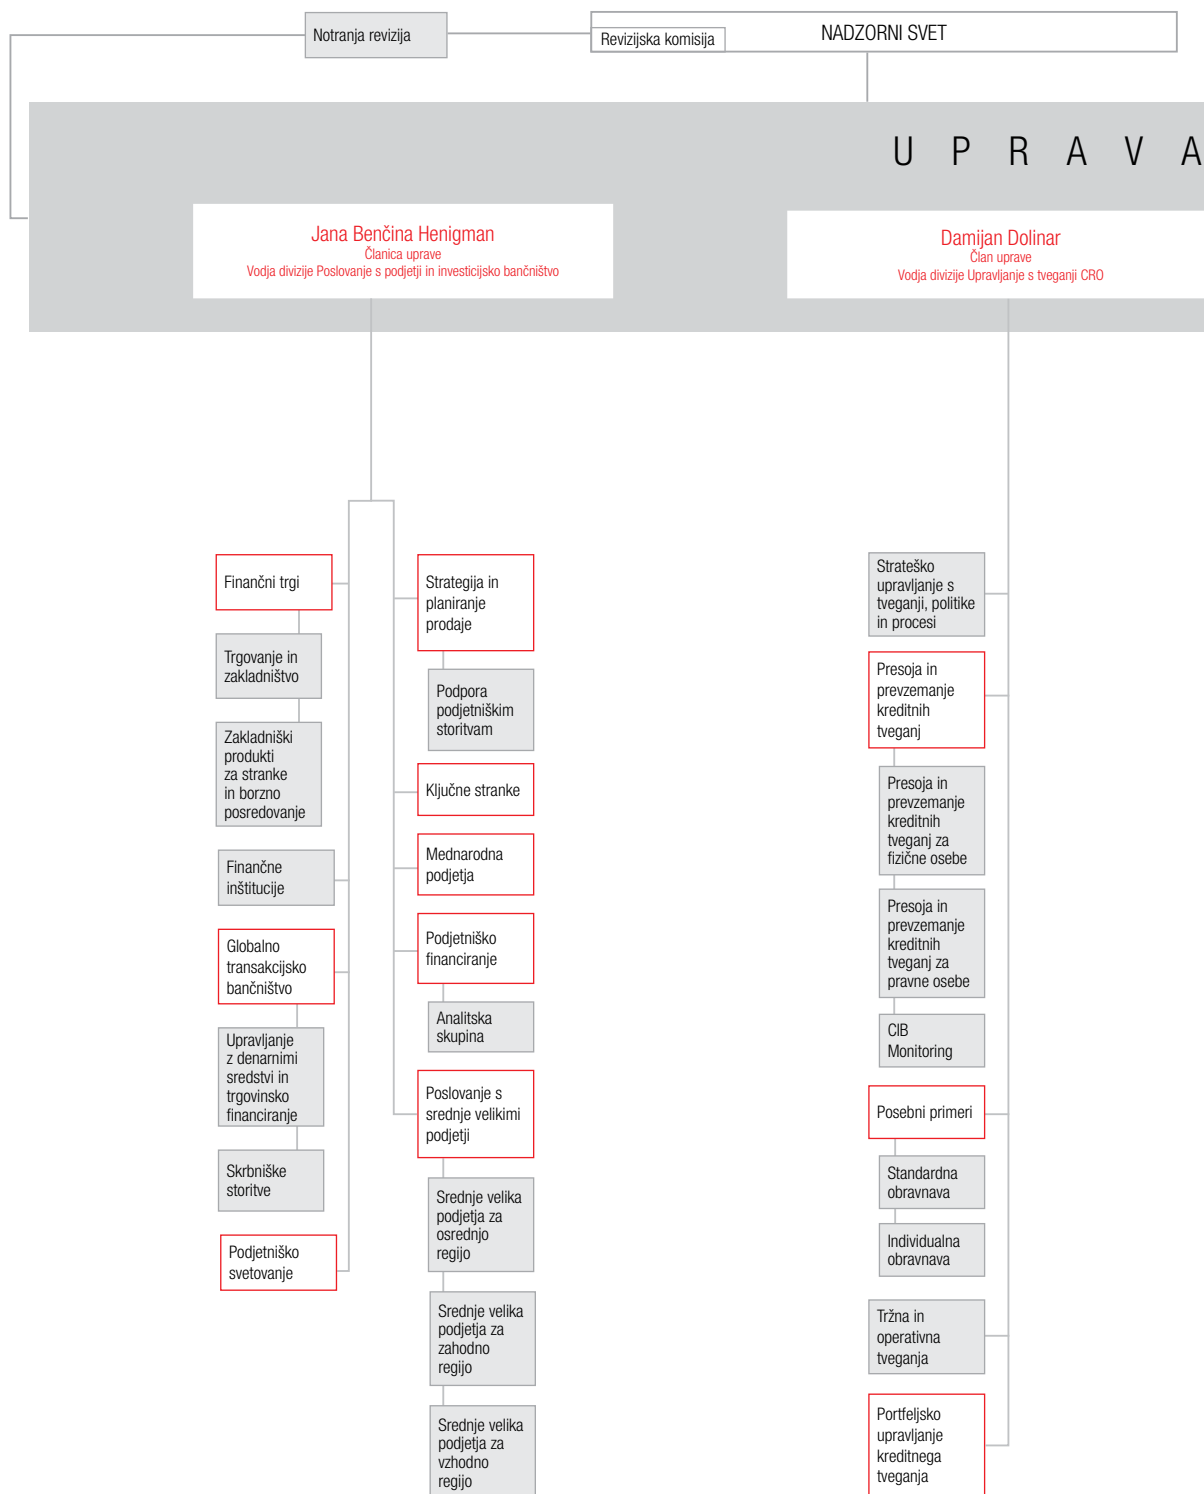 Notranja revizija
Revizijska komisija
NADZORNI SVET
U P R A V A
Jana Benčina Henigman
Članica uprave
Vodja divizije Poslovanje s podjetji in investicijsko bančništvo
Damijan Dolinar
Član uprave
Vodja divizije Upravljanje s tveganji CRO
Finančni trgi
Trgovanje in
zakladništvo
Zakladniški
produkti
za stranke
in borzno
posredovanje
Finančne
inštitucije
Globalno
transakcijsko
bančništvo
Upravljanje
z denarnimi
sredstvi in
trgovinsko
financiranje
Skrbniške
storitve
Podjetniško
svetovanje
Strategija in
planiranje
prodaje
Podpora
podjetniškim
storitvam
Ključne stranke
Mednarodna
podjetja
Podjetniško
financiranje
Analitska
skupina
Poslovanje s
srednje velikimi
podjetji
Srednje velika
podjetja za
osrednjo
regijo
Srednje velika
podjetja za
zahodno
regijo
Srednje velika
podjetja za
vzhodno
regijo
Strateško
upravljanje s
tveganji, politike
in procesi
Presoja in
prevzemanje
kreditnih
tveganj
Presoja in
prevzemanje
kreditnih
tveganj za
fizične osebe
Presoja in
prevzemanje
kreditnih
tveganj za
pravne osebe
CIB
Monitoring
Posebni primeri
Standardna
obravnava
Individualna
obravnava
Tržna in
operativna
tveganja
Portfeljsko
upravljanje
kreditnega
tveganja